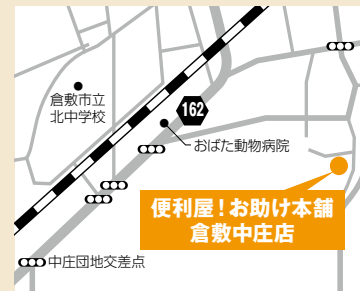 162
倉敷市立
北中学校
おばた動物病院
便利屋!お助け本舗
倉敷中庄店
中庄団地交差点